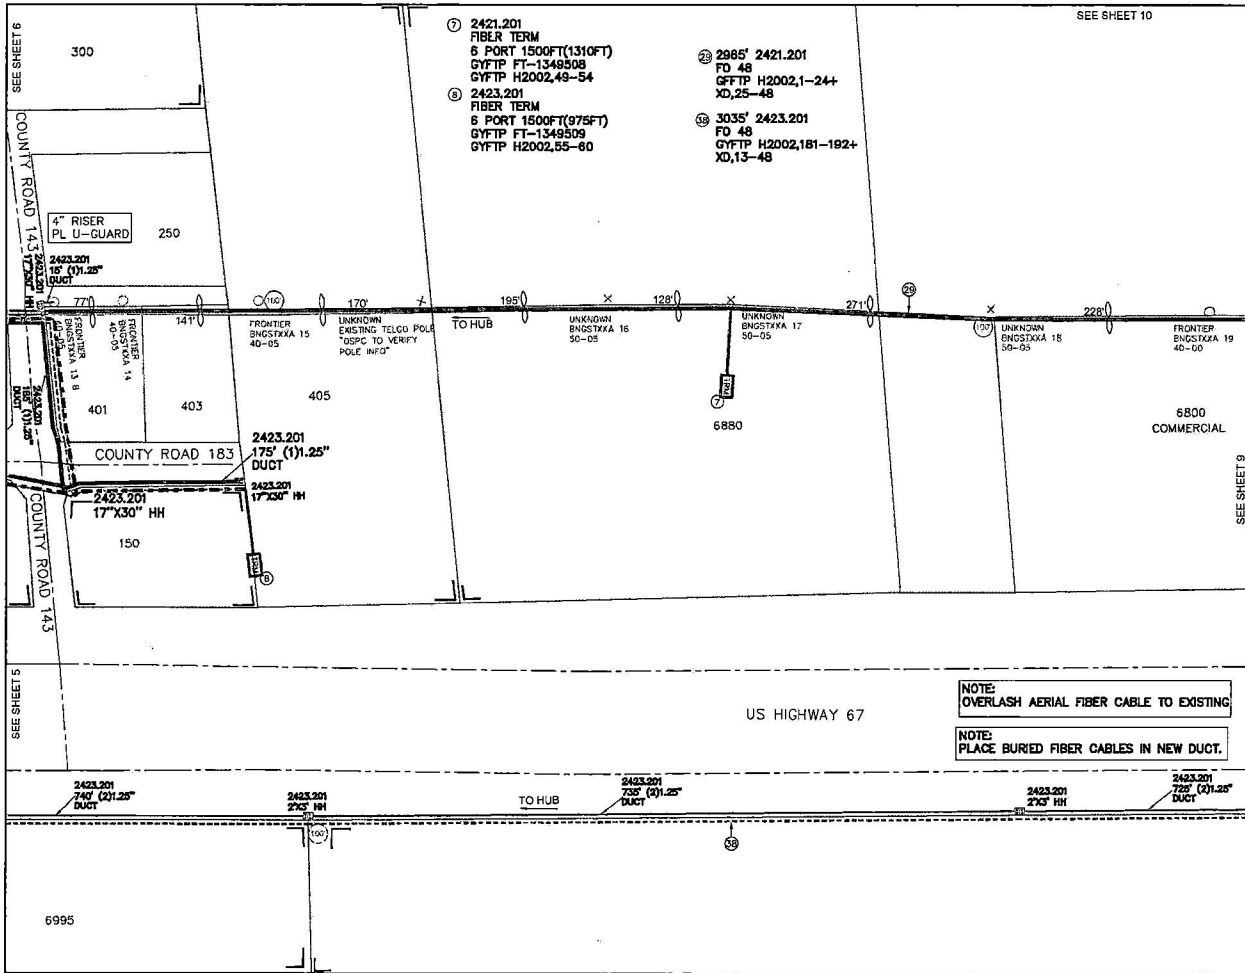 SEE SHEET 6
300
7
2421.201
FIBER TERM
6 PORT 1500FT(1310FT)
GYFTP FT-1349508
GYFTP H2002,49-54
8
2423.201
FIBER TERM
6 PORT 1500FT(975FT)
GYFTP FT-1349509
GYFTP H2002,55-60
29
2965' 2421.201
FO 48
GFFTP H2002,1-24+
XD,25-48
38
3035' 2423.201
FO 48
GYFTP H2002,181-192+
XD,13-48
SEE SHEET 10
COUNTY ROAD 143
4" RISER
PL U-GUARD
250
2423.201
17"X30" HH
2423.201
15' (1)1.25"
DUCT
77'
141'
100'
170'
195'
128'
271'
29
100'
228'
FRONTIER
BNGSTXXA 13 B
FRONTIER
BNGSTXXA 14
40-05
FRONTIER
BNGSTXXA 15
40-05
UNKNOWN
EXISTING TELCO POLE
"OSPC TO VERIFY
POLE INFO"
TO HUB
UNKNOWN
BNGSTXXA 16
50-05
UNKNOWN
BNGSTXXA 17
50-05
UNKNOWN
BNGSTXXA 18
50-05
FRONTIER
BNGSTXXA 19
40-00
2423.201
DUCT
401
403
405
7
6880
6800
COMMERCIAL
COUNTY ROAD 183
2423.201
175' (1)1.25"
DUCT
2423.201
17"X30" HH
2423.201
17"X30" HH
SEE SHEET 9
150
8
COUNTY ROAD 143
SEE SHEET 5
US HIGHWAY 67
NOTE:
OVERLASH AERIAL FIBER CABLE TO EXISTING
NOTE:
PLACE BURIED FIBER CABLES IN NEW DUCT.
2423.201
740' (2)1.25"
DUCT
2423.201
2'X3' HH
100'
TO HUB
2423.201
735' (2)1.25"
DUCT
38
2423.201
2'X3' HH
2423.201
725' (2)1.25"
DUCT
6995